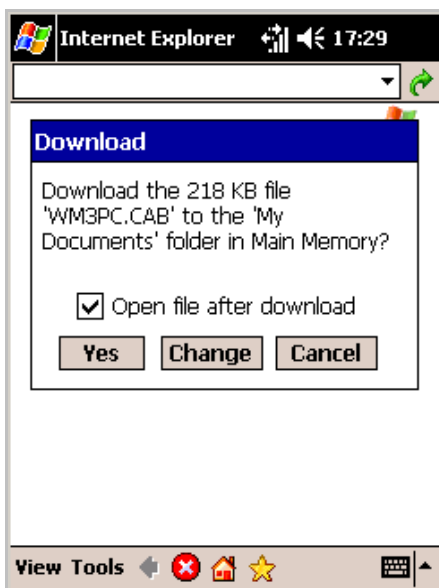 Internet Explorer 17:29
Download
Download the 218 KB file
'WM3PC.CAB' to the 'My
Documents' folder in Main Memory?
Open file after download
Yes Change Cancel
View Tools